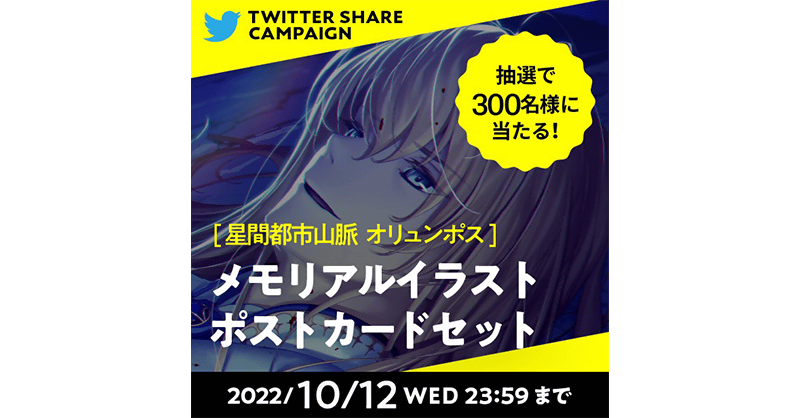 TWITTER SHARE
CAMPAIGN
抽選で
300名様に
当たる!
[星間都市山脈 オリュンポス]
メモリアルイラスト
ポストカードセット
2022/10/12 WED 23:59まで